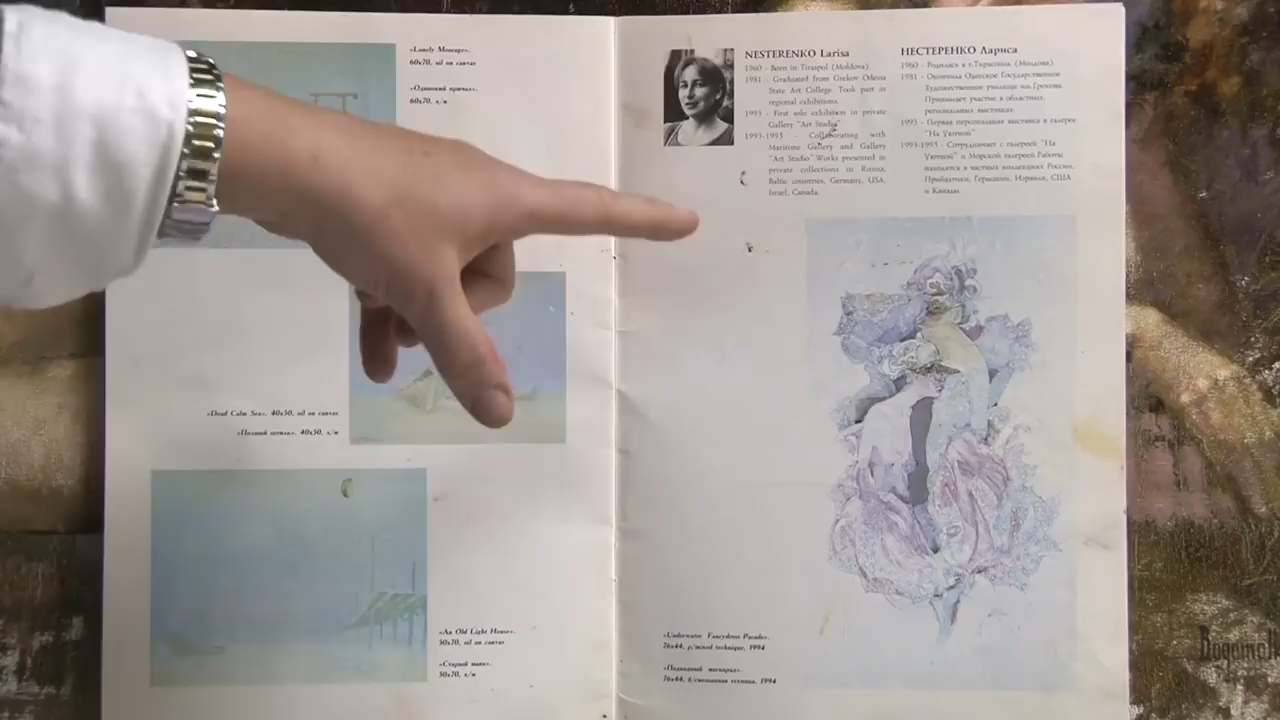 «Lonely Moorage».
60x70, oil on canvas
«Одинокий причал».
60x70, х/м
«Dead Calm Sea». 40x50, oil on canvas
«Полный штиль». 40x50, х/м
«An Old Light House».
50x70, oil on canvas
«Старый маяк».
50x70, х/м
NESTERENKO Larisa
1960 - Born in Tiraspol (Moldova).
1981 - Graduated from Grekov Odessa
State Art College. Took part in
regional exhibitions.
1993 - First solo exhibition in private
Gallery "Art Studio"
1993-1995 - Collaborating with
Maritime Gallery and Gallery
"Art Studio" Works presented in
private collections in Russia,
Baltic countries, Germany, USA,
Israel, Canada.
НЕСТЕРЕНКО Лариса
1960 - Родилась в г.Тирасполь (Молдова)
1981 - Окончила Одесское Государственное
Художественное училище им.Грекова
Принимает участие в областных,
региональных выставках
1993 - Первая персональная выставка в галерее
"На Уютной"
1993-1995 - Сотрудничает с галереей "На
Уютной" и Морской галереей Работы
находятся в частных коллекциях России,
Прибалтики, Германии, Израиля, США
и Канады
«Underwater Fancydress Parade».
76x44, p/mixed technique, 1994
«Подводный маскарад».
76x44, б/смешанная техника, 1994